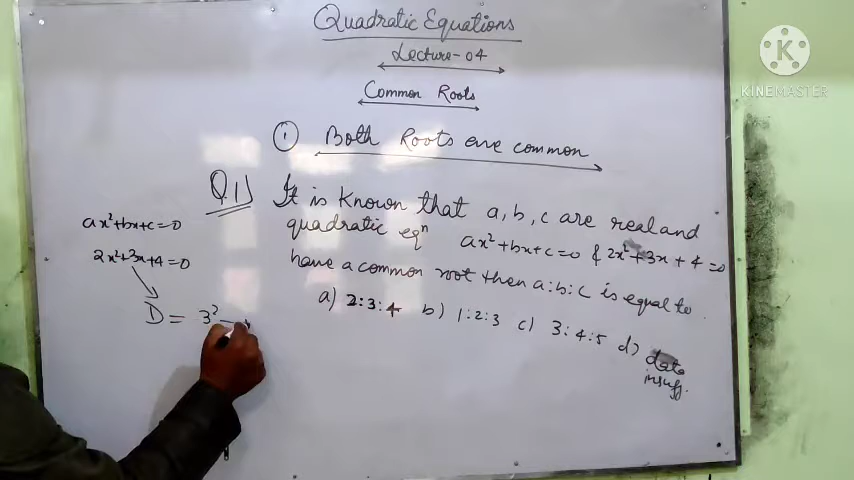 Quadratic Equations
Lecture-04
Common Roots
① Both Roots are common
Q.1) It is known that a, b, c are real and
quadratic eqⁿ ax²+bx+c=0 & 2x²+3x+4=0
have a common root then a:b:c is equal to
a) 2:3:4 b) 1:2:3 c) 3:4:5 d) data
insuff.
ax²+bx+c=0
2x²+3x+4=0
D = 3² - 4
K
KINEMASTER